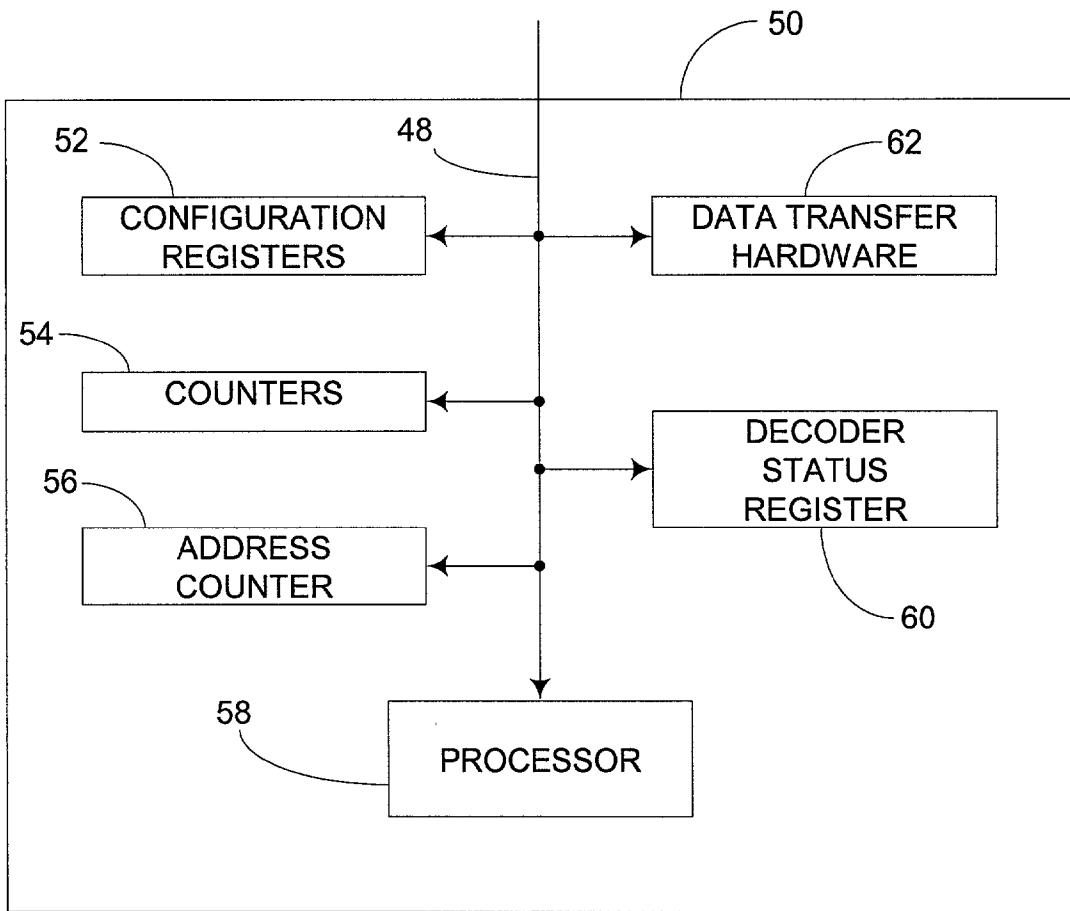 50
52
48
62
CONFIGURATION
REGISTERS
DATA TRANSFER
HARDWARE
54
COUNTERS
DECODER
STATUS
REGISTER
56
ADDRESS
COUNTER
60
58
PROCESSOR